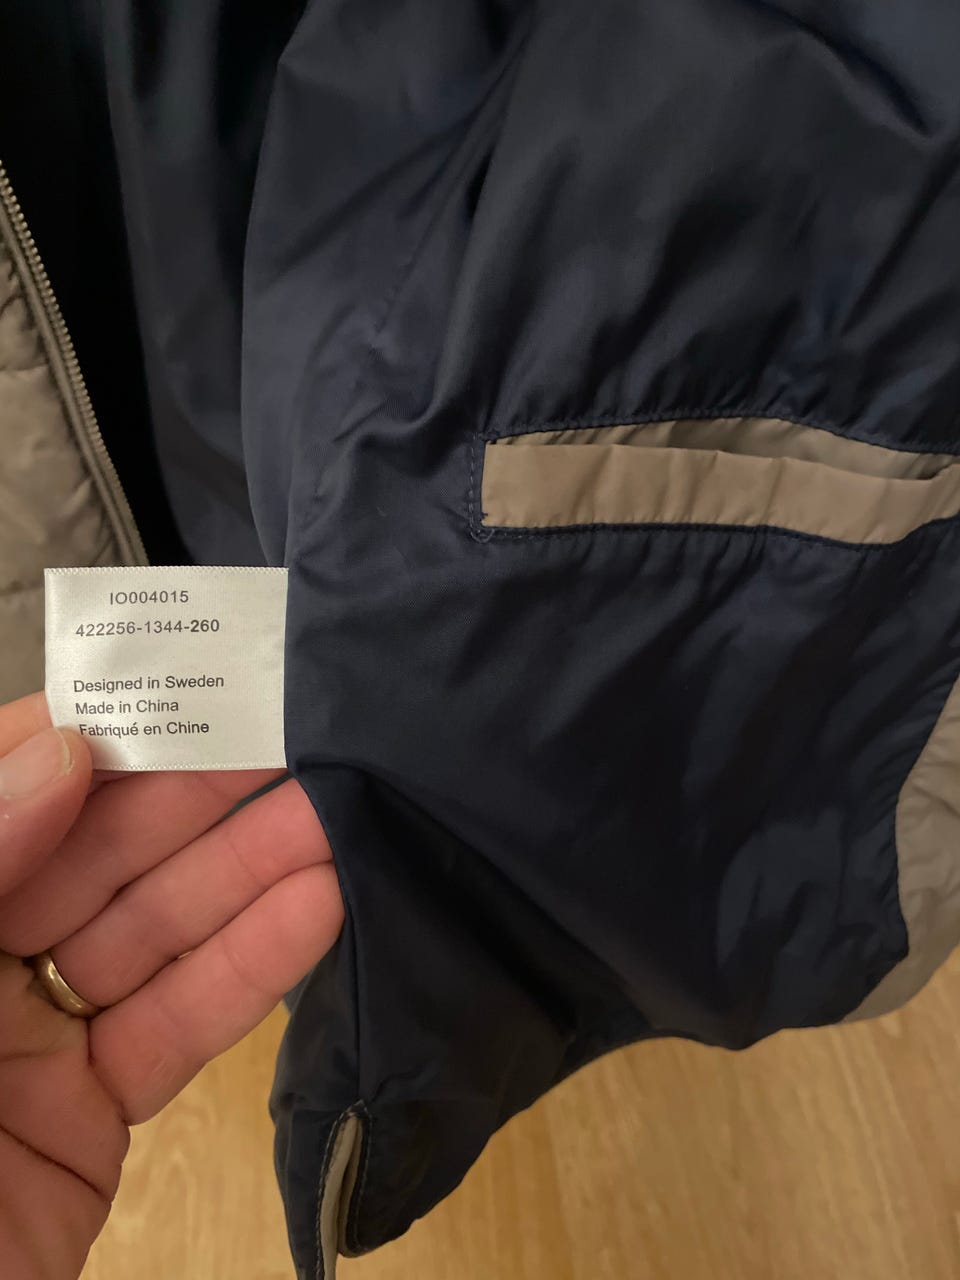 IO004015
422256-1344-260
Designed in Sweden
Made in China
Fabriqué en Chine